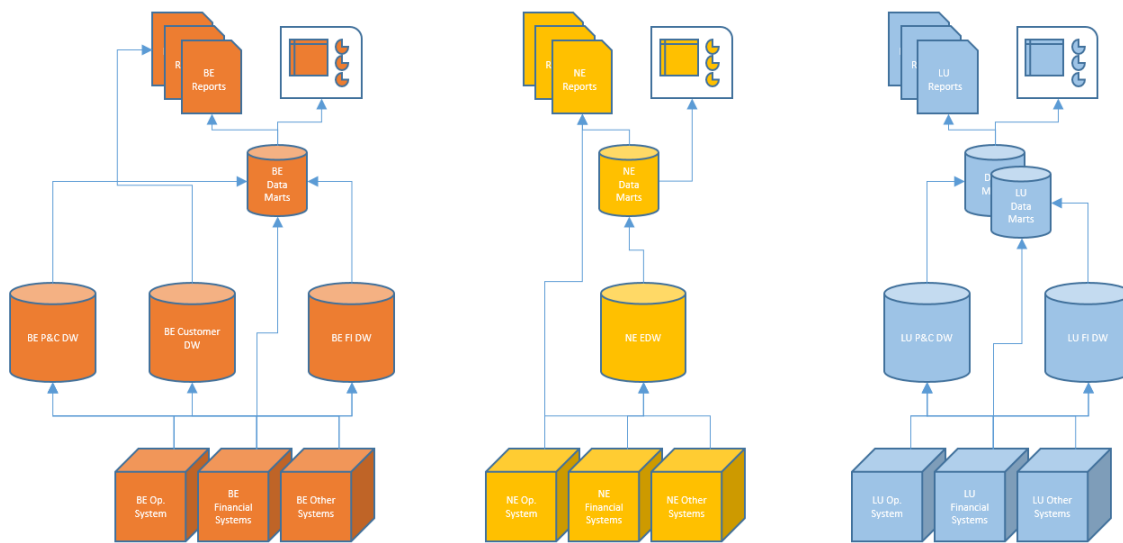 R
BE
Reports
BE
Data
Marts
BE P&C DW
BE Customer
DW
BE FI DW
BE Op.
System
BE
Financial
Systems
BE Other
Systems
NE
Reports
NE
Data
Marts
NE EDW
NE Op.
System
NE
Financial
Systems
NE Other
Systems
R
LU
Reports
D
M
LU
Data
Marts
LU P&C DW
LU FI DW
LU Op.
System
LU
Financial
Systems
LU Other
Systems